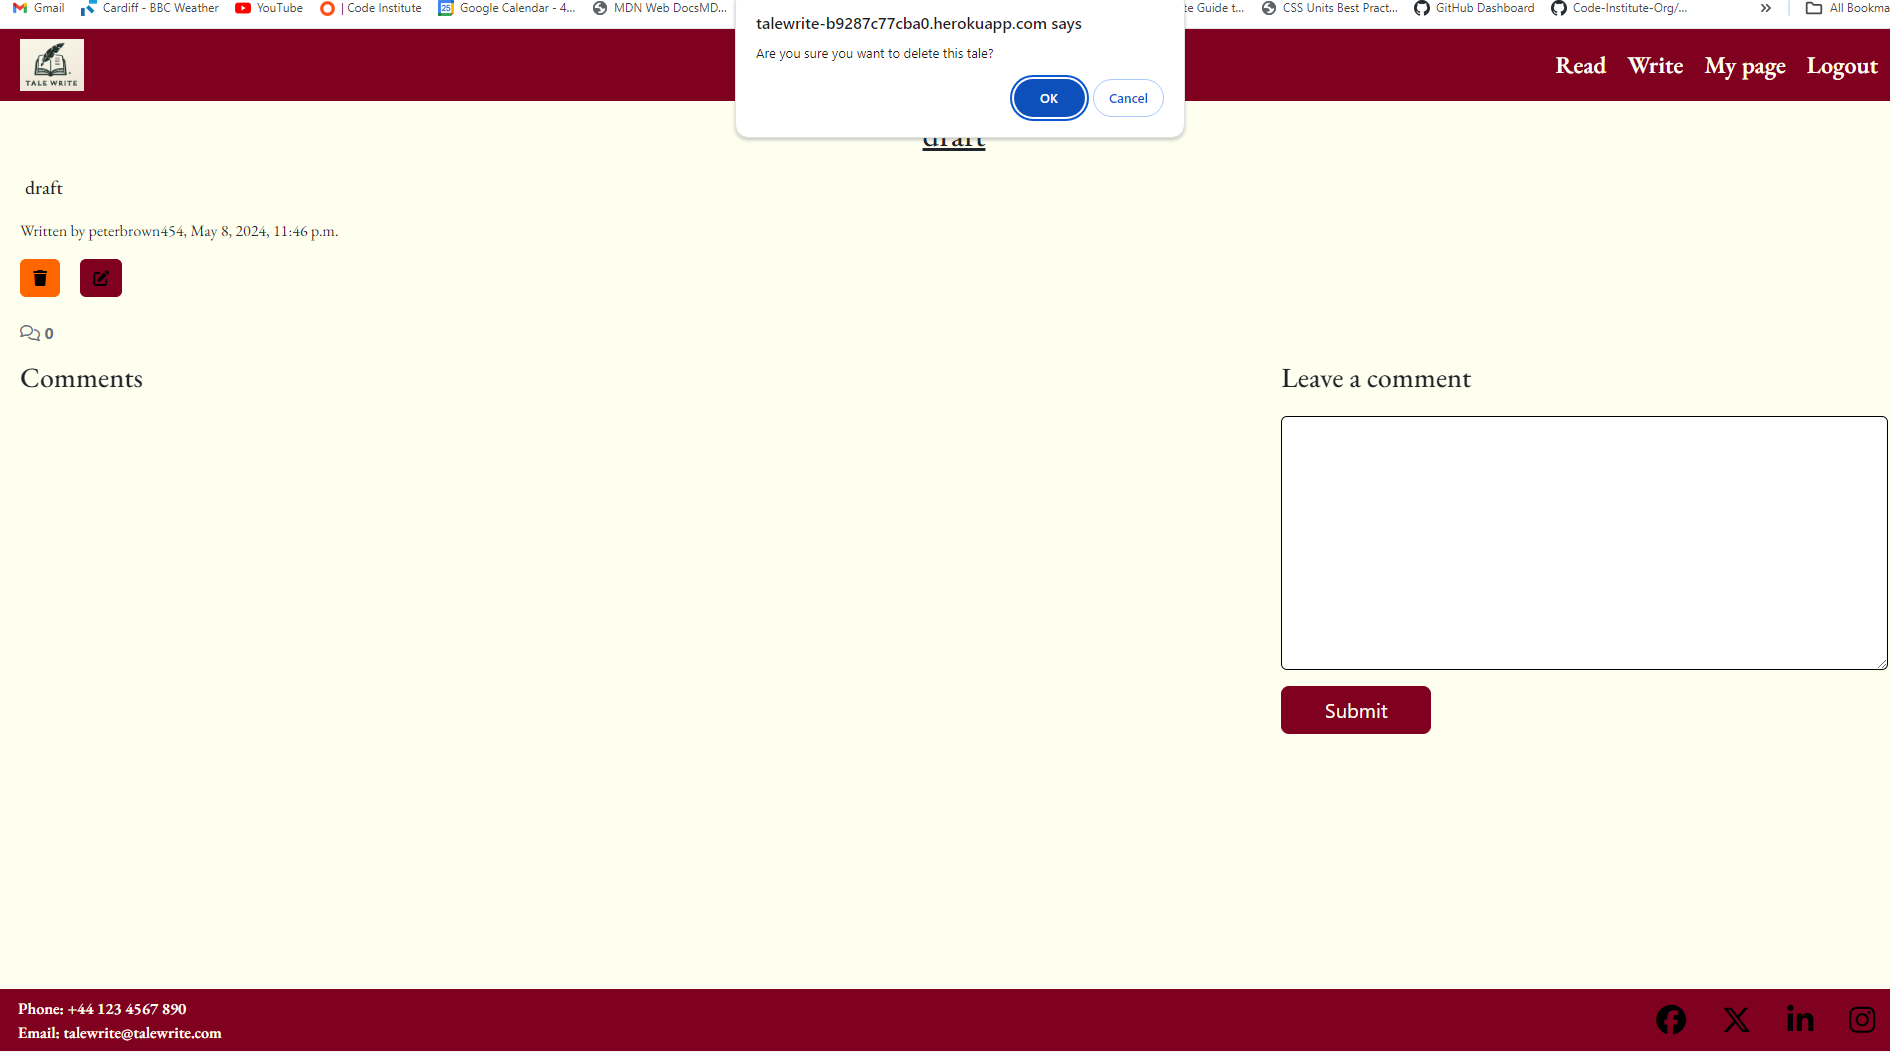 Gmail Cardiff - BBC Weather YouTube | Code Institute Google Calendar - 4... MDN Web DocsMD... te Guide t... CSS Units Best Pract... GitHub Dashboard Code-Institute-Org/... » All Bookma
talewrite-b9287c77cba0.herokuapp.com says
Are you sure you want to delete this tale?
OK Cancel
TALE WRITE
Read Write My page Logout
draft
draft
Written by peterbrown454, May 8, 2024, 11:46 p.m.
0
Comments
Leave a comment
Submit
Phone: +44 123 4567 890
Email: talewrite@talewrite.com